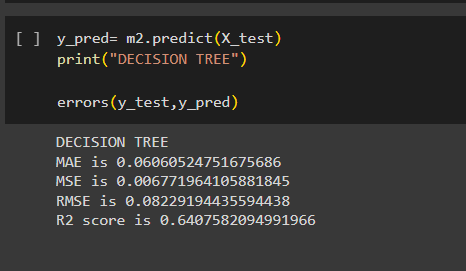 [ ] y_pred= m2.predict(X_test)
print("DECISION TREE")
errors(y_test,y_pred)
DECISION TREE
MAE is 0.06060524751675686
MSE is 0.006771964105881845
RMSE is 0.08229194435594438
R2 score is 0.6407582094991966